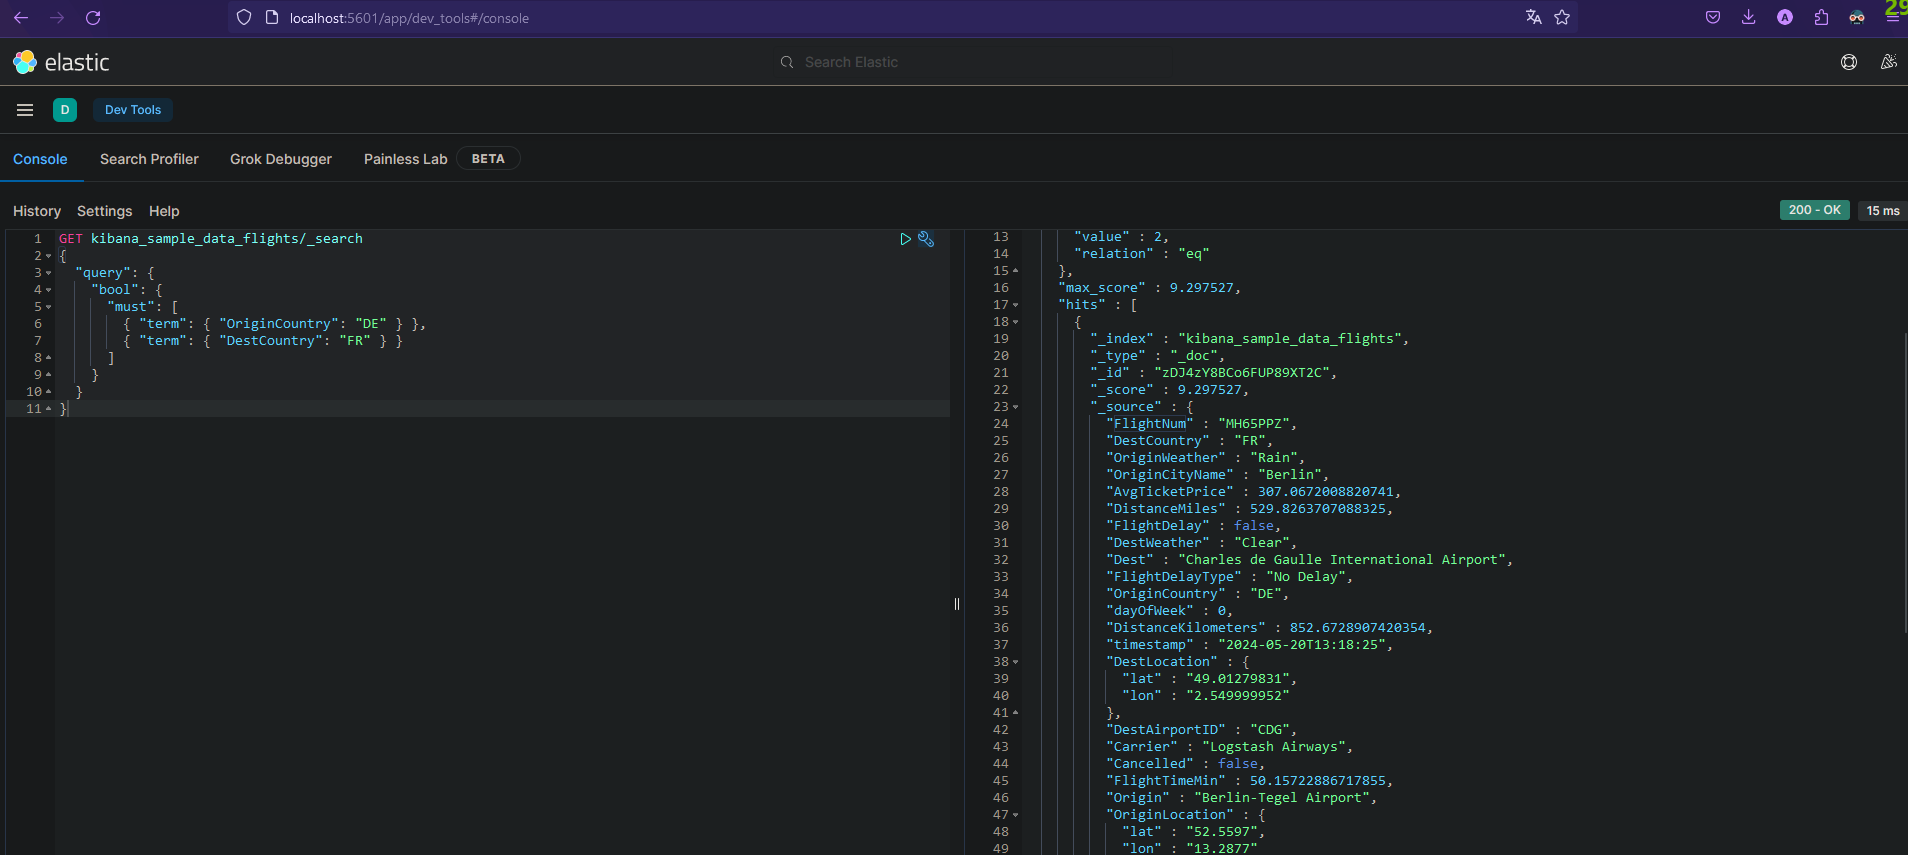 localhost:5601/app/dev_tools#/console
A
29
elastic
Search Elastic
D
Dev Tools
Console
Search Profiler
Grok Debugger
Painless Lab
BETA
History
Settings
Help
200 - OK
15 ms
1 GET kibana_sample_data_flights/_search
2 {
3 "query": {
4 "bool": {
5 "must": [
6 { "term": { "OriginCountry": "DE" } },
7 { "term": { "DestCountry": "FR" } }
8 ]
9 }
10 }
11 }
13 "value" : 2,
14 "relation" : "eq"
15 },
16 "max_score" : 9.297527,
17 "hits" : [
18 {
19 "_index" : "kibana_sample_data_flights",
20 "_type" : "_doc",
21 "_id" : "zDJ4zY8BCo6FUP89XT2C",
22 "_score" : 9.297527,
23 "_source" : {
24 "FlightNum" : "MH65PPZ",
25 "DestCountry" : "FR",
26 "OriginWeather" : "Rain",
27 "OriginCityName" : "Berlin",
28 "AvgTicketPrice" : 307.0672008820741,
29 "DistanceMiles" : 529.8263707088325,
30 "FlightDelay" : false,
31 "DestWeather" : "Clear",
32 "Dest" : "Charles de Gaulle International Airport",
33 "FlightDelayType" : "No Delay",
34 "OriginCountry" : "DE",
35 "dayOfWeek" : 0,
36 "DistanceKilometers" : 852.6728907420354,
37 "timestamp" : "2024-05-20T13:18:25",
38 "DestLocation" : {
39 "lat" : "49.01279831",
40 "lon" : "2.549999952"
41 },
42 "DestAirportID" : "CDG",
43 "Carrier" : "Logstash Airways",
44 "Cancelled" : false,
45 "FlightTimeMin" : 50.15722886717855,
46 "Origin" : "Berlin-Tegel Airport",
47 "OriginLocation" : {
48 "lat" : "52.5597",
49 "lon" : "13.2877"